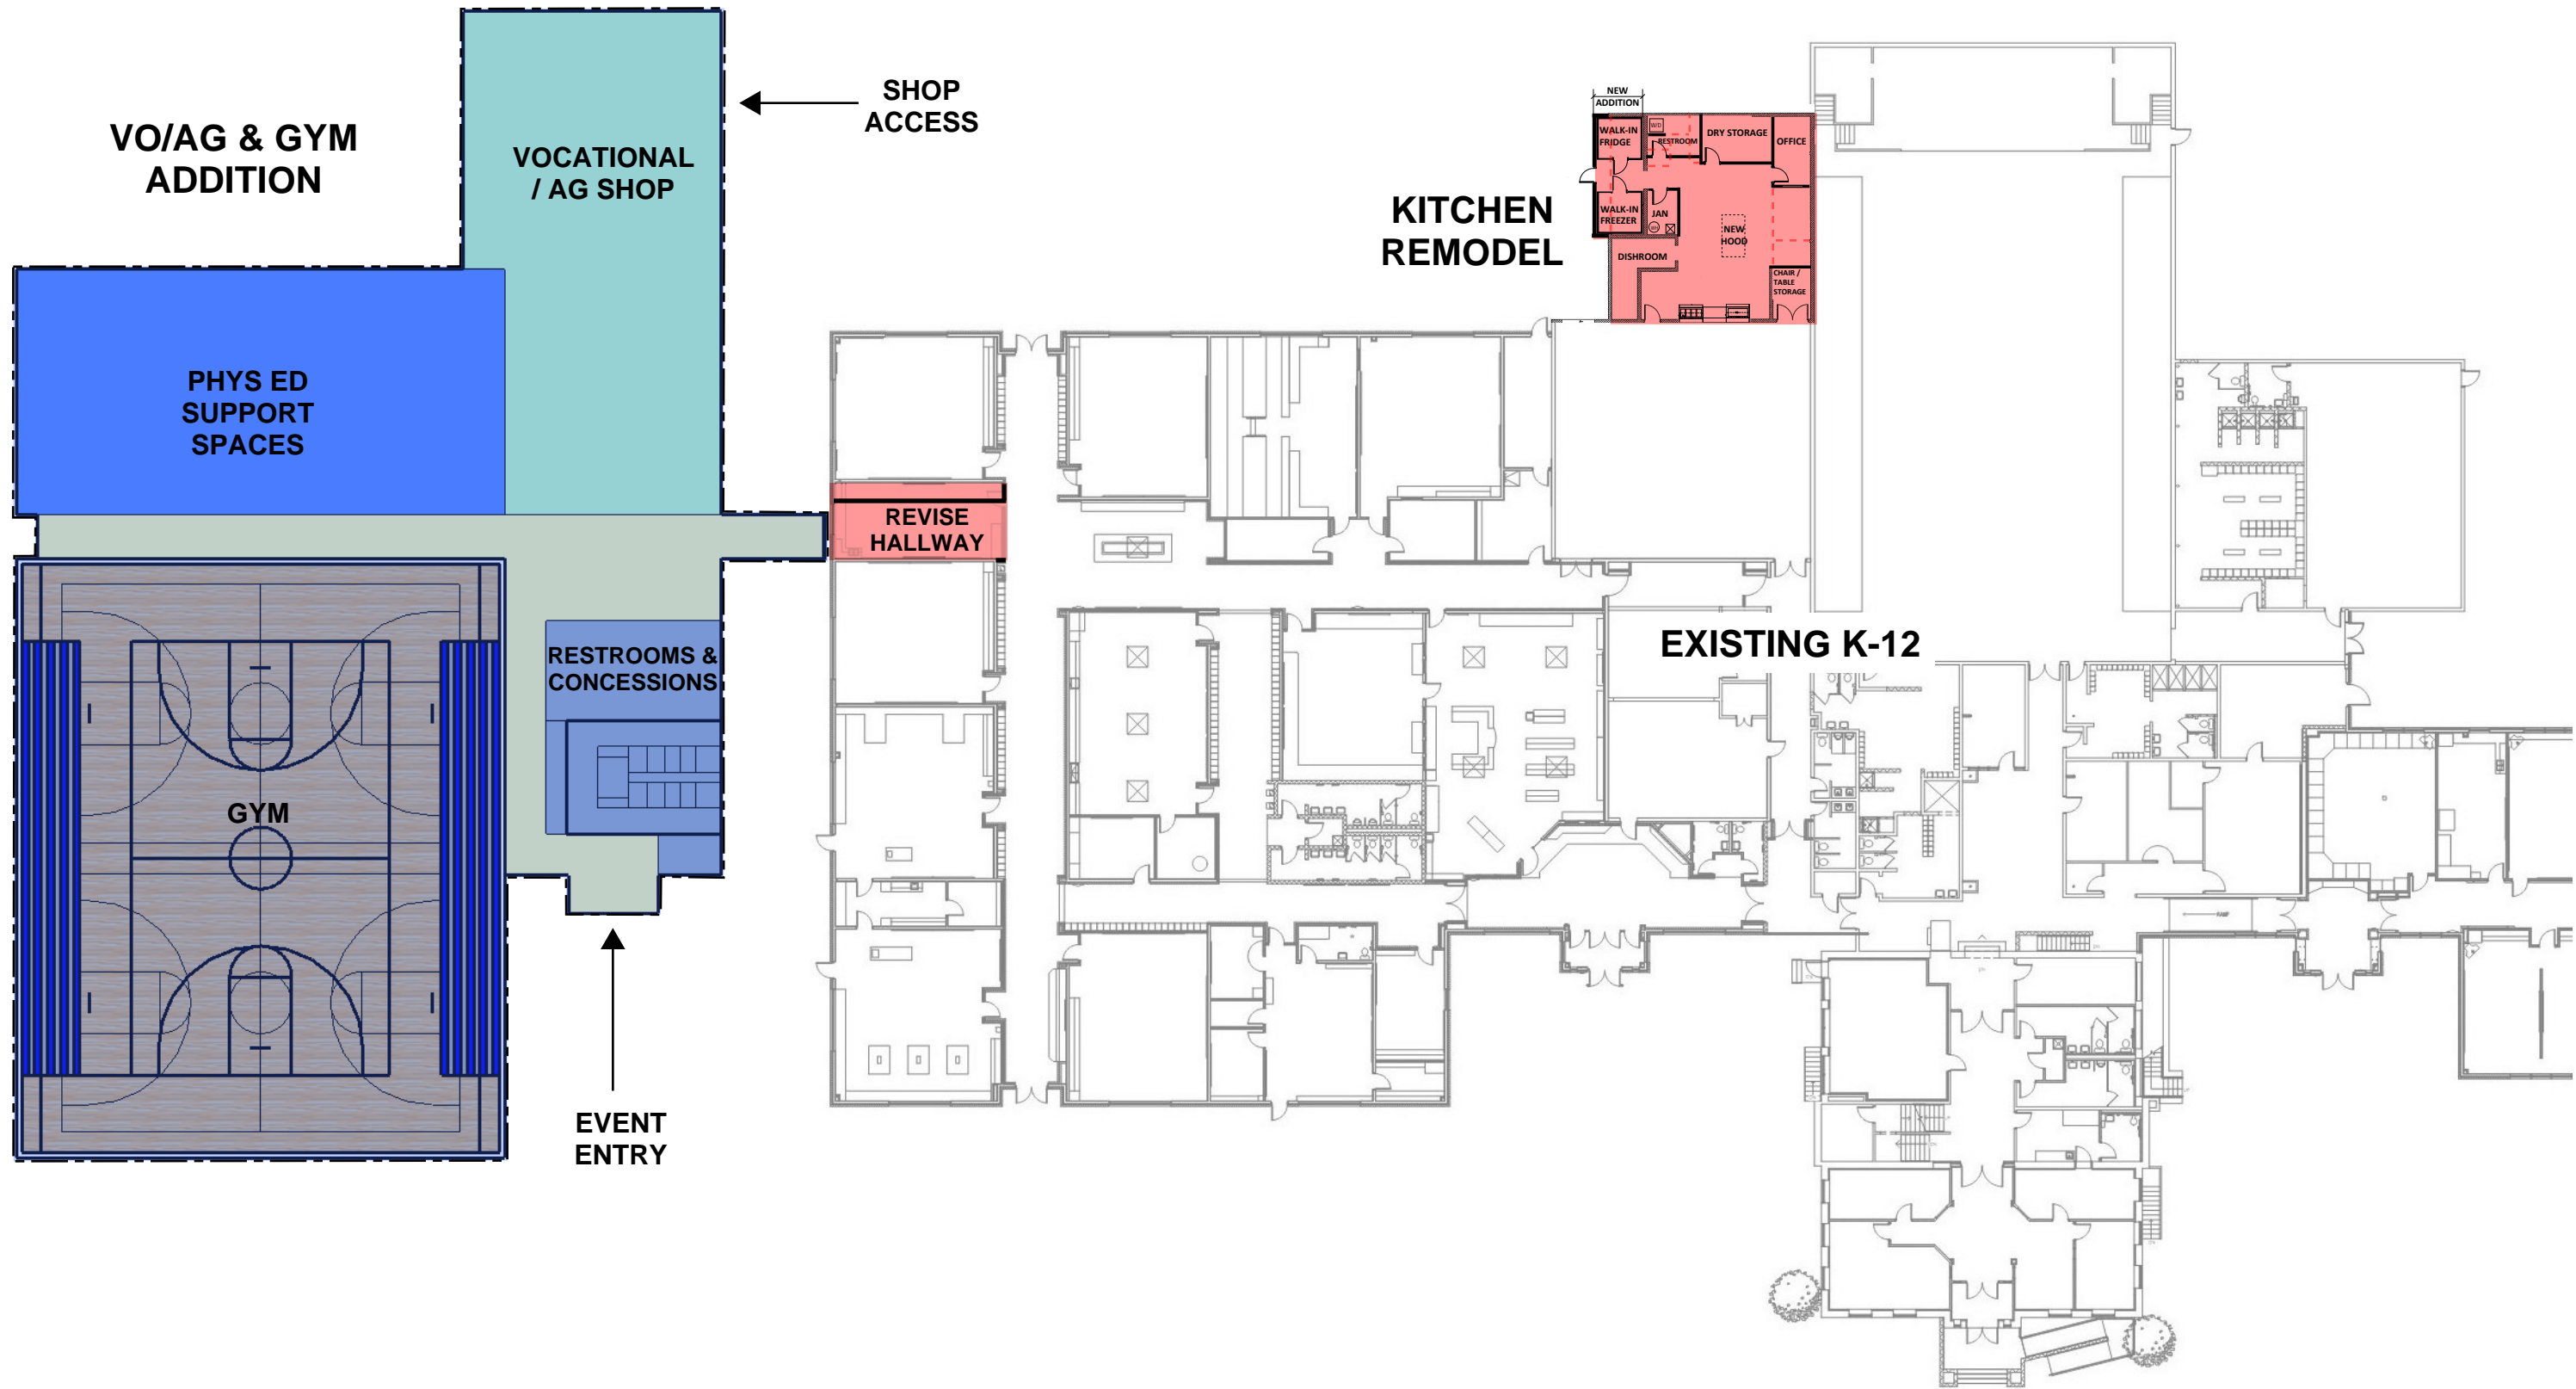 VO/AG & GYM
ADDITION
SHOP
ACCESS
VOCATIONAL
/ AG SHOP
PHYS ED
SUPPORT
SPACES
REVISE
HALLWAY
RESTROOMS &
CONCESSIONS
GYM
EVENT
ENTRY
KITCHEN
REMODEL
NEW
ADDITION
WALK-IN
FRIDGE
W/D
RESTROOM
DRY STORAGE
OFFICE
WALK-IN
FREEZER
JAN
NEW
HOOD
DISHROOM
CHAIR /
TABLE
STORAGE
EXISTING K-12